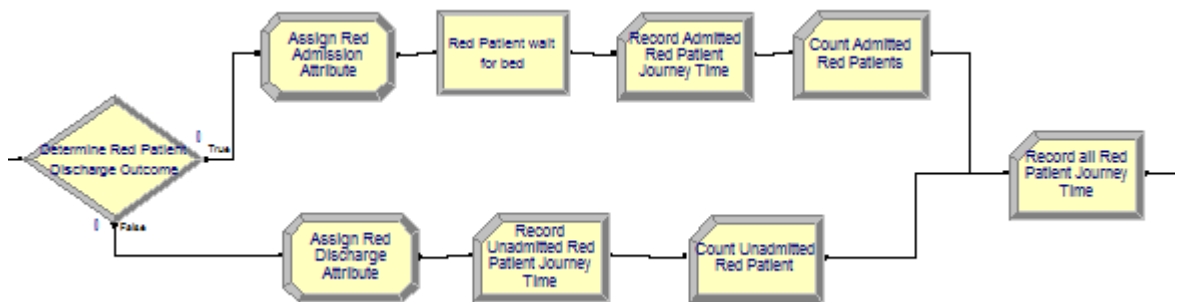 Assign Red
Admission
Attribute
Red Patient wait
for bed
Record Admitted
Red Patient
Journey Time
Count Admitted
Red Patients
Determine Red Patient
Discharge Outcome
0
True
0
False
Record all Red
Patient Journey
Time
Assign Red
Discharge
Attribute
Record
Unadmitted Red
Patient Journey
Time
Count Unadmitted
Red Patient